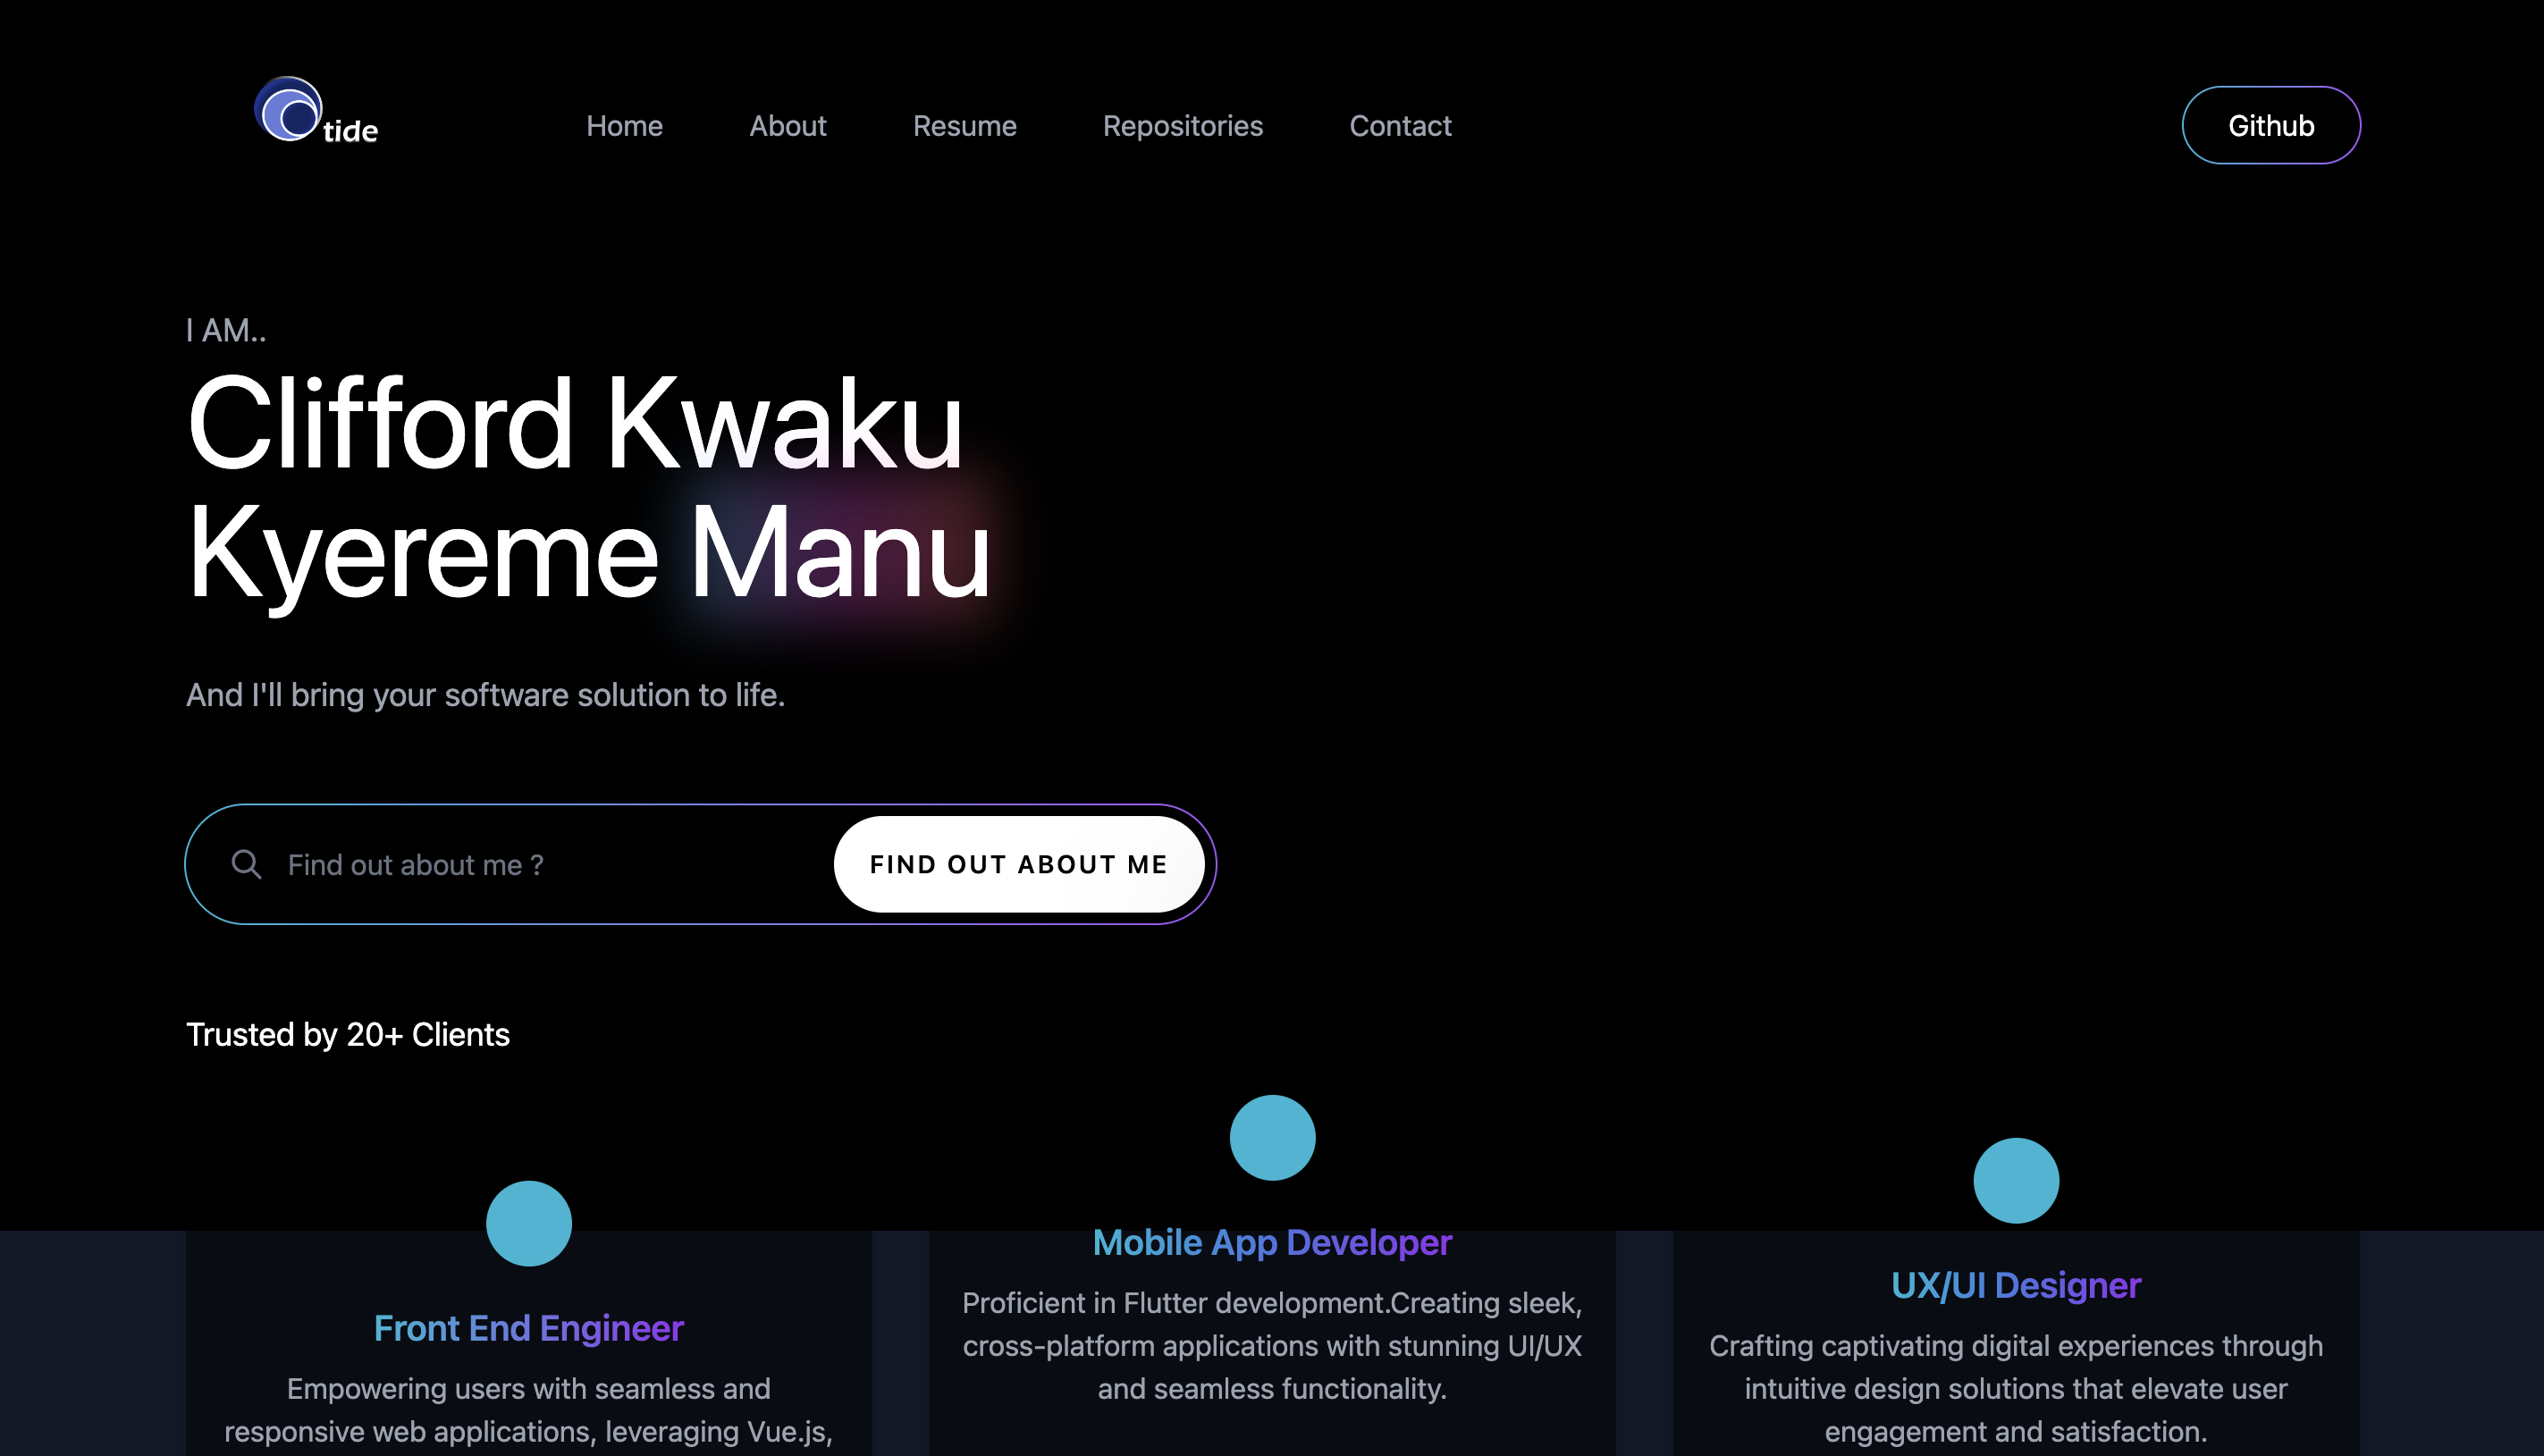 tide
Home
About
Resume
Repositories
Contact
Github
I AM..
Clifford Kwaku
Kyereme Manu
And I'll bring your software solution to life.
Find out about me ?
FIND OUT ABOUT ME
Trusted by 20+ Clients
Front End Engineer
Empowering users with seamless and
responsive web applications, leveraging Vue.js,
Mobile App Developer
Proficient in Flutter development.Creating sleek,
cross-platform applications with stunning UI/UX
and seamless functionality.
UX/UI Designer
Crafting captivating digital experiences through
intuitive design solutions that elevate user
engagement and satisfaction.